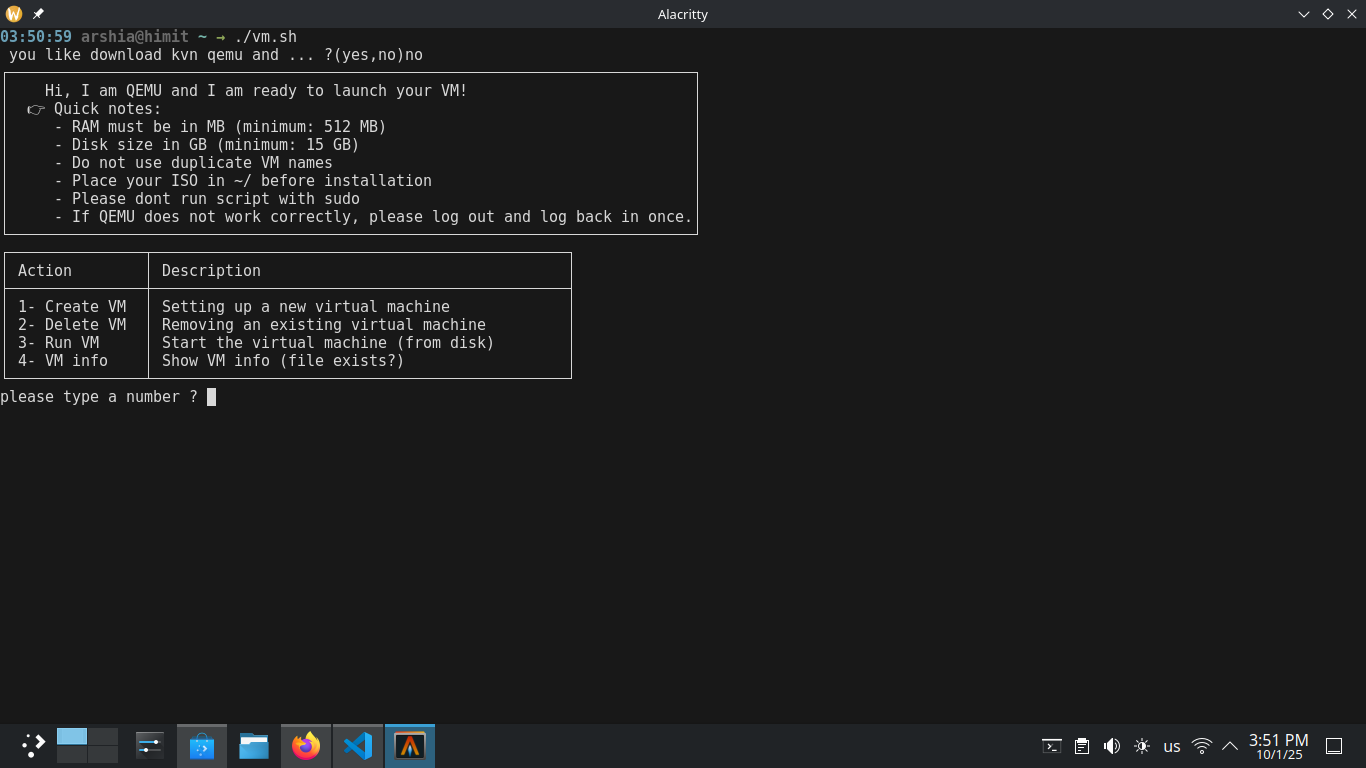 Alacritty
03:50:59 arshia@himit ~ → ./vm.sh
you like download kvn qemu and ... ?(yes,no)no
Hi, I am QEMU and I am ready to launch your VM!
👉 Quick notes:
- RAM must be in MB (minimum: 512 MB)
- Disk size in GB (minimum: 15 GB)
- Do not use duplicate VM names
- Place your ISO in ~/ before installation
- Please dont run script with sudo
- If QEMU does not work correctly, please log out and log back in once.
Action Description
1- Create VM Setting up a new virtual machine
2- Delete VM Removing an existing virtual machine
3- Run VM Start the virtual machine (from disk)
4- VM info Show VM info (file exists?)
please type a number ?
us
3:51 PM
10/1/25